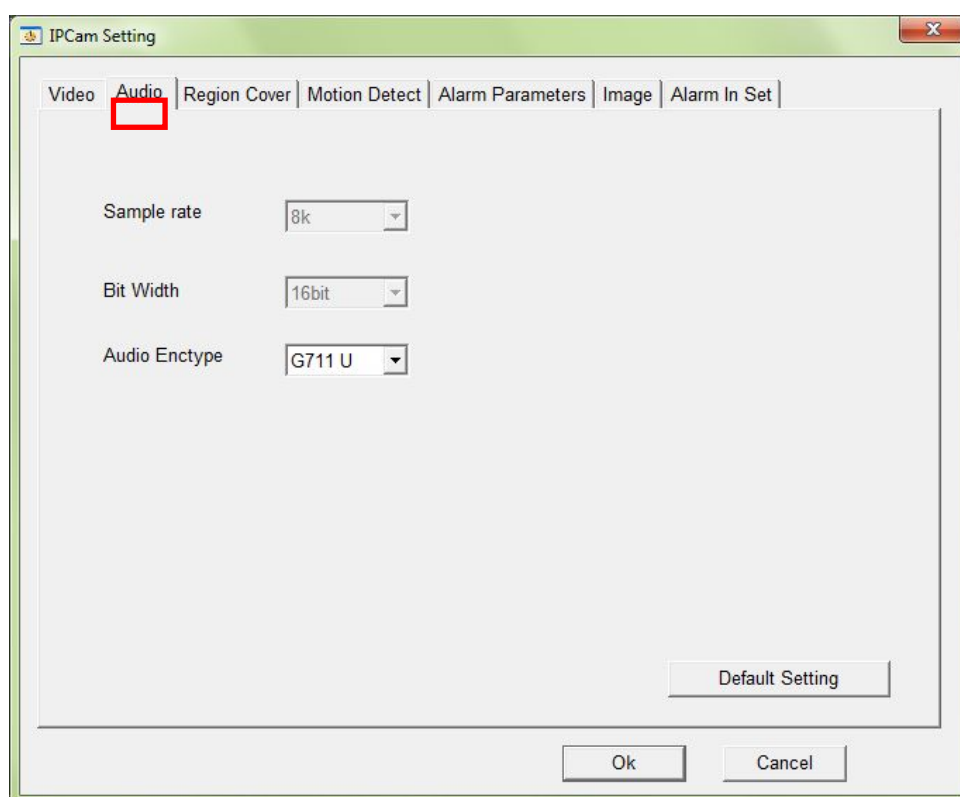 IPCam Setting
Video Audio Region Cover Motion Detect Alarm Parameters Image Alarm In Set
Sample rate 8k
Bit Width 16bit
Audio Enctype G711 U
Default Setting
Ok Cancel